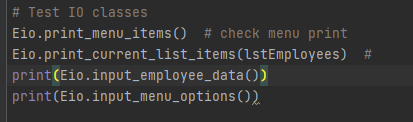 # Test IO classes
Eio.print_menu_items()  # check menu print
Eio.print_current_list_items(lstEmployees)  #
print(Eio.input_employee_data())
print(Eio.input_menu_options())